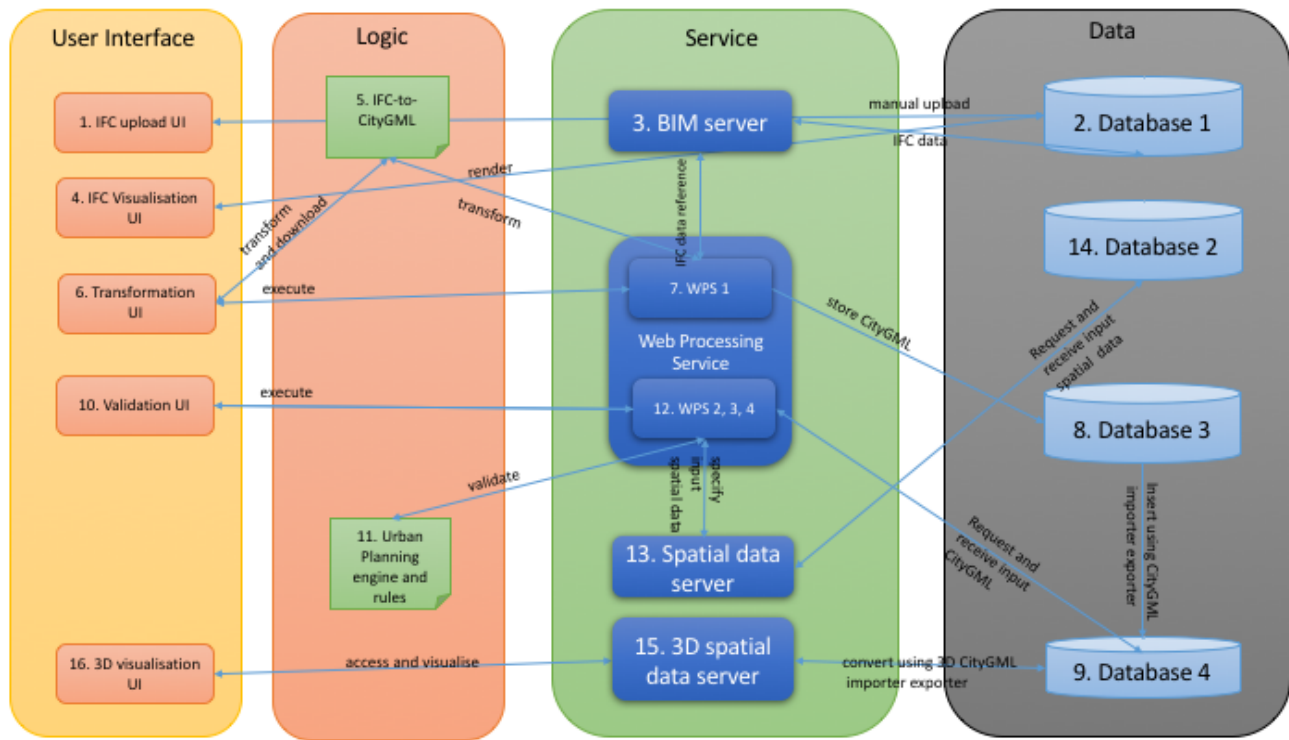 User Interface
Logic
Service
Data
1. IFC upload UI
5. IFC-to-
CityGML
3. BIM server
manual upload
2. Database 1
IFC data
4. IFC Visualisation
UI
render
transform
and download
transform
IFC data reference
14. Database 2
6. Transformation
UI
execute
7. WPS 1
Web Processing
Service
store CityGML
Request and
receive input
spatial data
10. Validation UI
execute
12. WPS 2, 3, 4
8. Database 3
validate
specify
input
spatial data
11. Urban
Planning
engine and
rules
13. Spatial data
server
Request and
receive input
CityGML
Insert using CityGML
importer exporter
16. 3D visualisation
UI
access and visualise
15. 3D spatial
data server
convert using 3D CityGML
importer exporter
9. Database 4